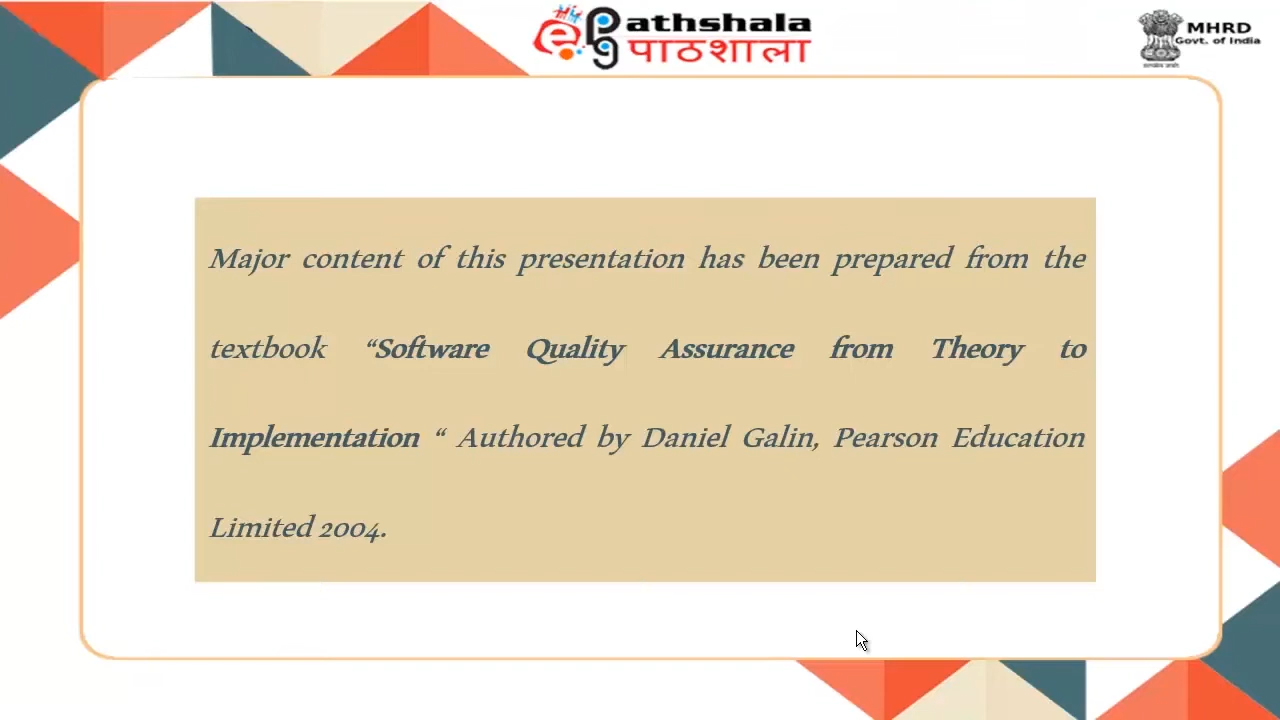 e Pg Pathshala
पाठशाला
MHRD
Govt. of India
Major content of this presentation has been prepared from the
textbook “Software Quality Assurance from Theory to
Implementation “ Authored by Daniel Galin, Pearson Education
Limited 2004.